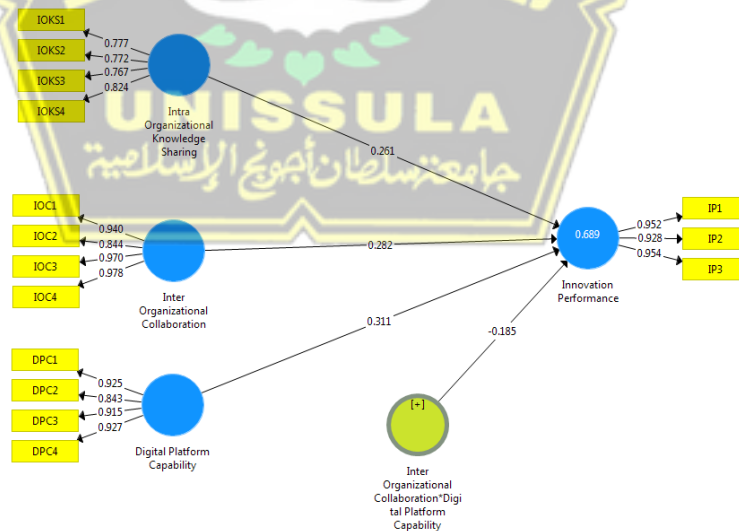 IOKS1
IOKS2
IOKS3
IOKS4
0.777
0.772
0.767
0.824
Intra
Organizational
Knowledge
Sharing
UNISSULA
جامعتنسلطان أجونج الإسلامية
0.261
IOC1
IOC2
IOC3
IOC4
0.940
0.844
0.970
0.978
Inter
Organizational
Collaboration
0.282
0.689
Innovation
Performance
0.952
0.928
0.954
IP1
IP2
IP3
DPC1
DPC2
DPC3
DPC4
0.925
0.843
0.915
0.927
Digital Platform
Capability
0.311
-0.185
[+]
Inter
Organizational
Collaboration*Digi
tal Platform
Capability